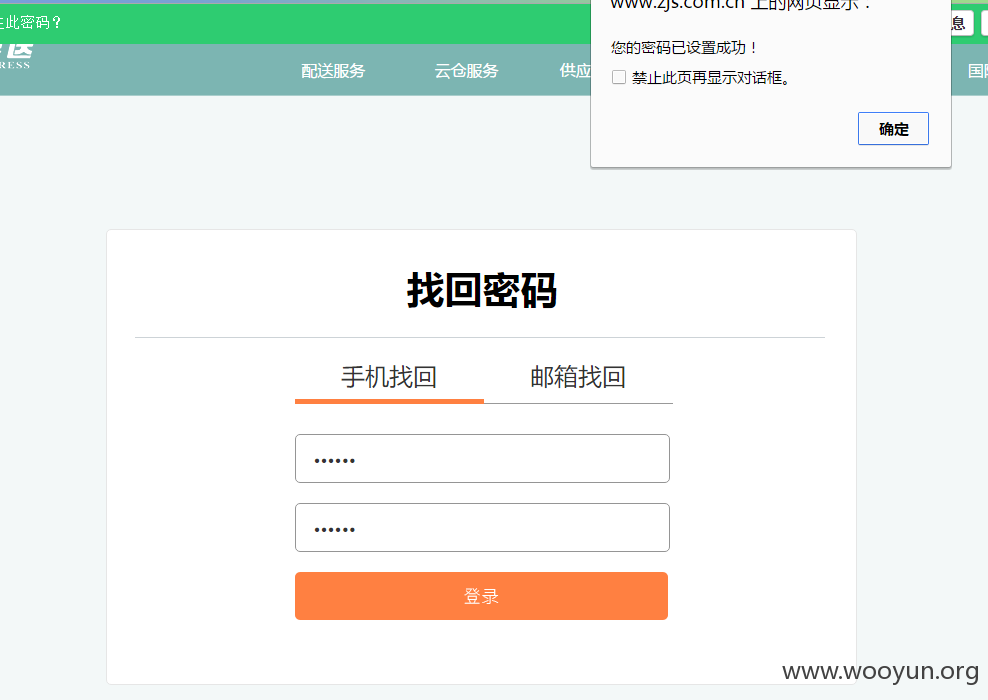 www.zjs.com.cn 上的网页显示：
住此密码？
息
您的密码已设置成功！
禁止此页再显示对话框。
确定
送
RESS
配送服务
云仓服务
供应
国际
找回密码
手机找回
邮箱找回
••••••
••••••
登录
www.wooyun.org